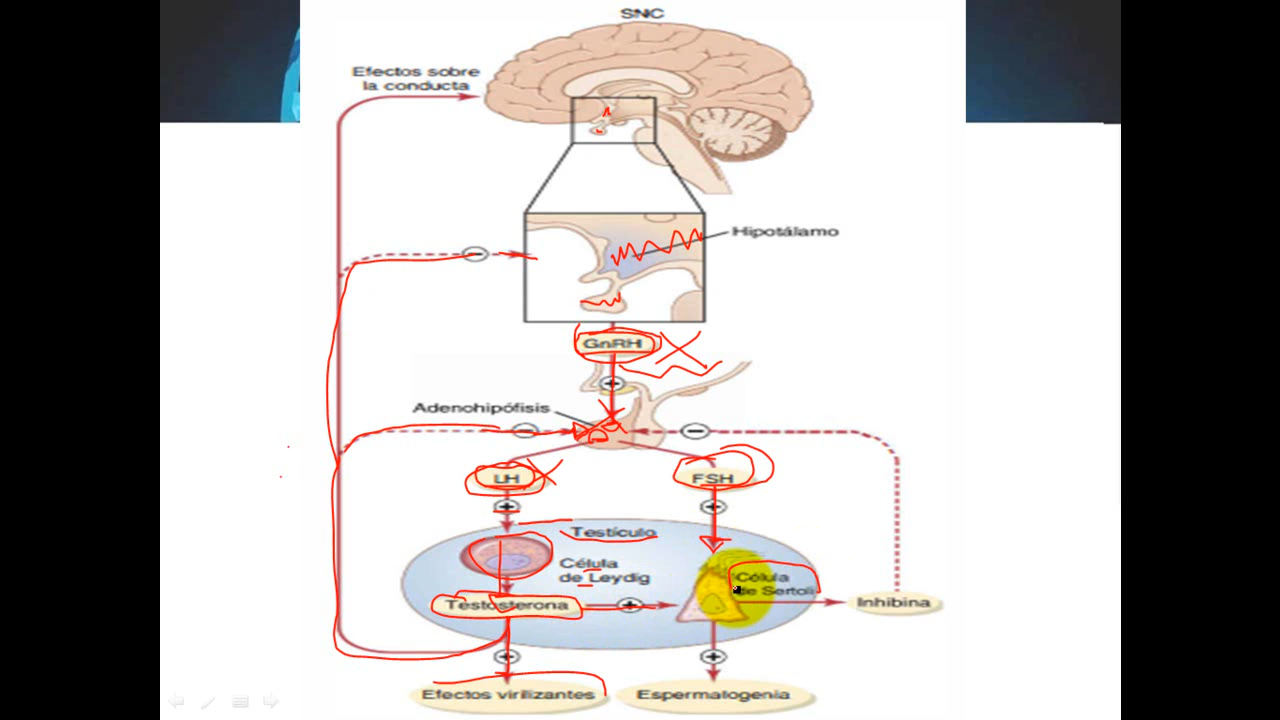 SNC
Efectos sobre
la conducta
Hipotálamo
GnRH
Adenohipófisis
LH
FSH
Testículo
Célula
de Leydig
Célula
de Sertoli
Testosterona
Inhibina
Efectos virilizantes
Espermatogenia